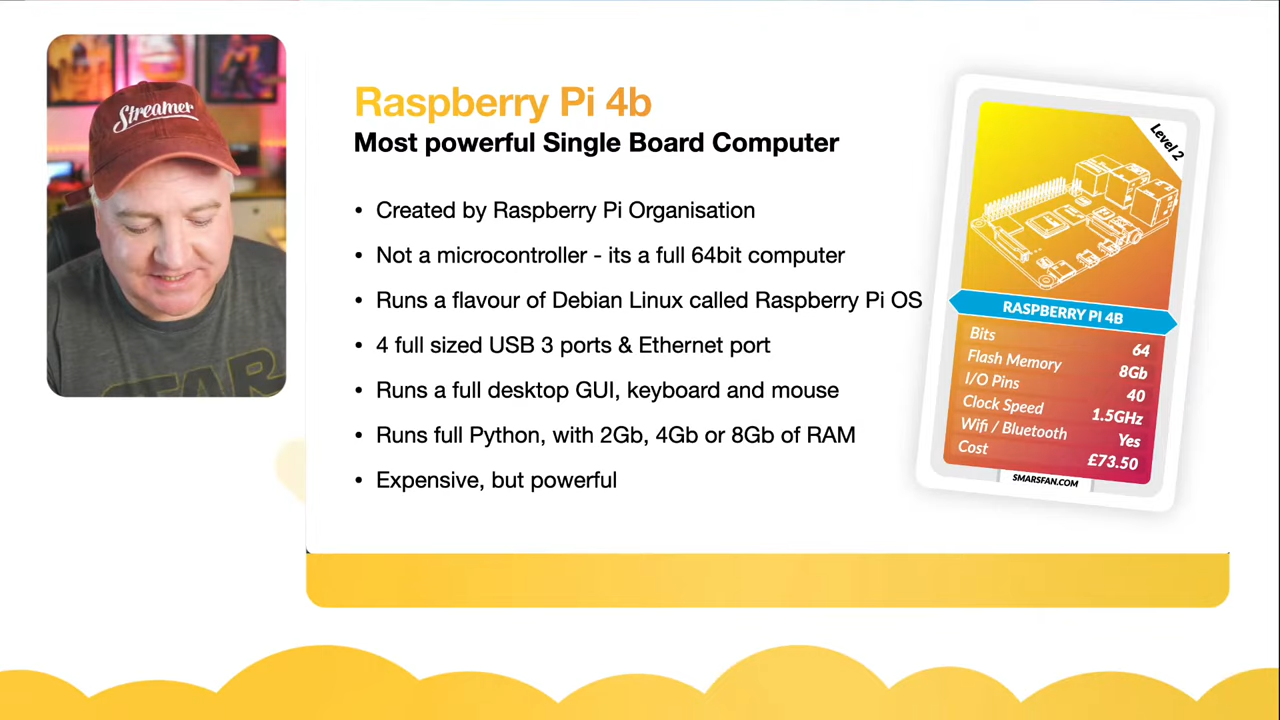 Streamer
STAR
Raspberry Pi 4b
Most powerful Single Board Computer
• Created by Raspberry Pi Organisation
• Not a microcontroller - its a full 64bit computer
• Runs a flavour of Debian Linux called Raspberry Pi OS
• 4 full sized USB 3 ports & Ethernet port
• Runs a full desktop GUI, keyboard and mouse
• Runs full Python, with 2Gb, 4Gb or 8Gb of RAM
• Expensive, but powerful
Level 2
RASPBERRY PI 4B
Bits 64
Flash Memory 8Gb
I/O Pins 40
Clock Speed 1.5GHz
Wifi / Bluetooth Yes
Cost £73.50
SMARSFAN.COM